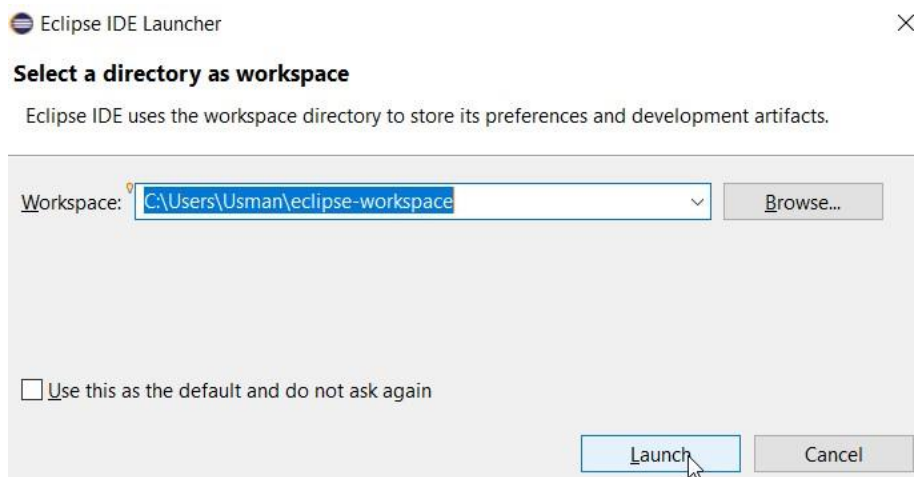 Eclipse IDE Launcher
Select a directory as workspace
Eclipse IDE uses the workspace directory to store its preferences and development artifacts.
Workspace: C:\Users\Usman\eclipse-workspace Browse...
Use this as the default and do not ask again
Launch Cancel